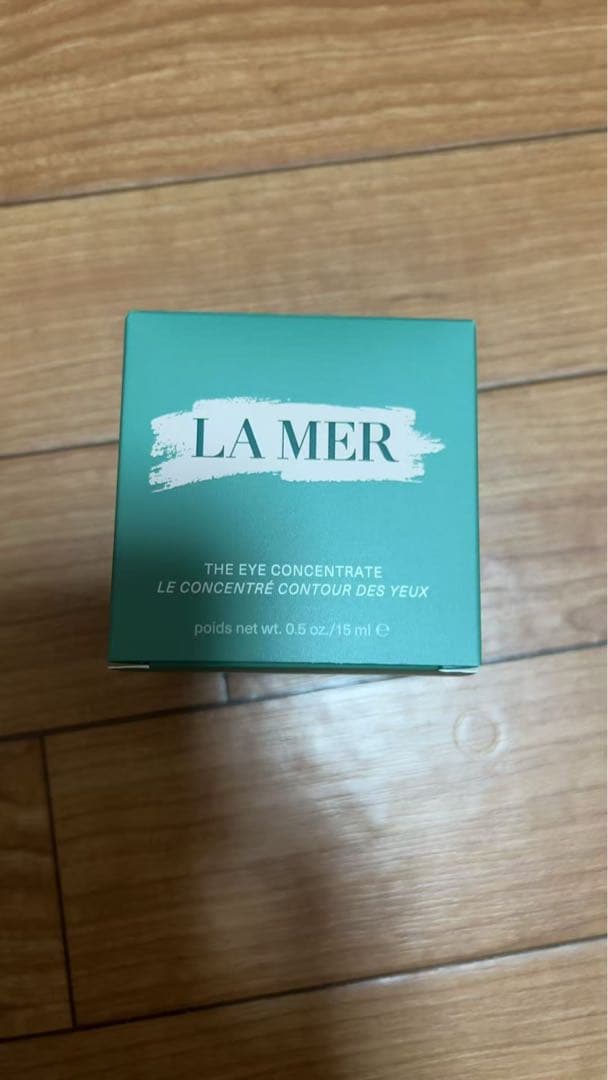 LA MER
THE EYE CONCENTRATE
LE CONCENTRÉ CONTOUR DES YEUX
poids net wt. 0.5 oz./15 ml ℮